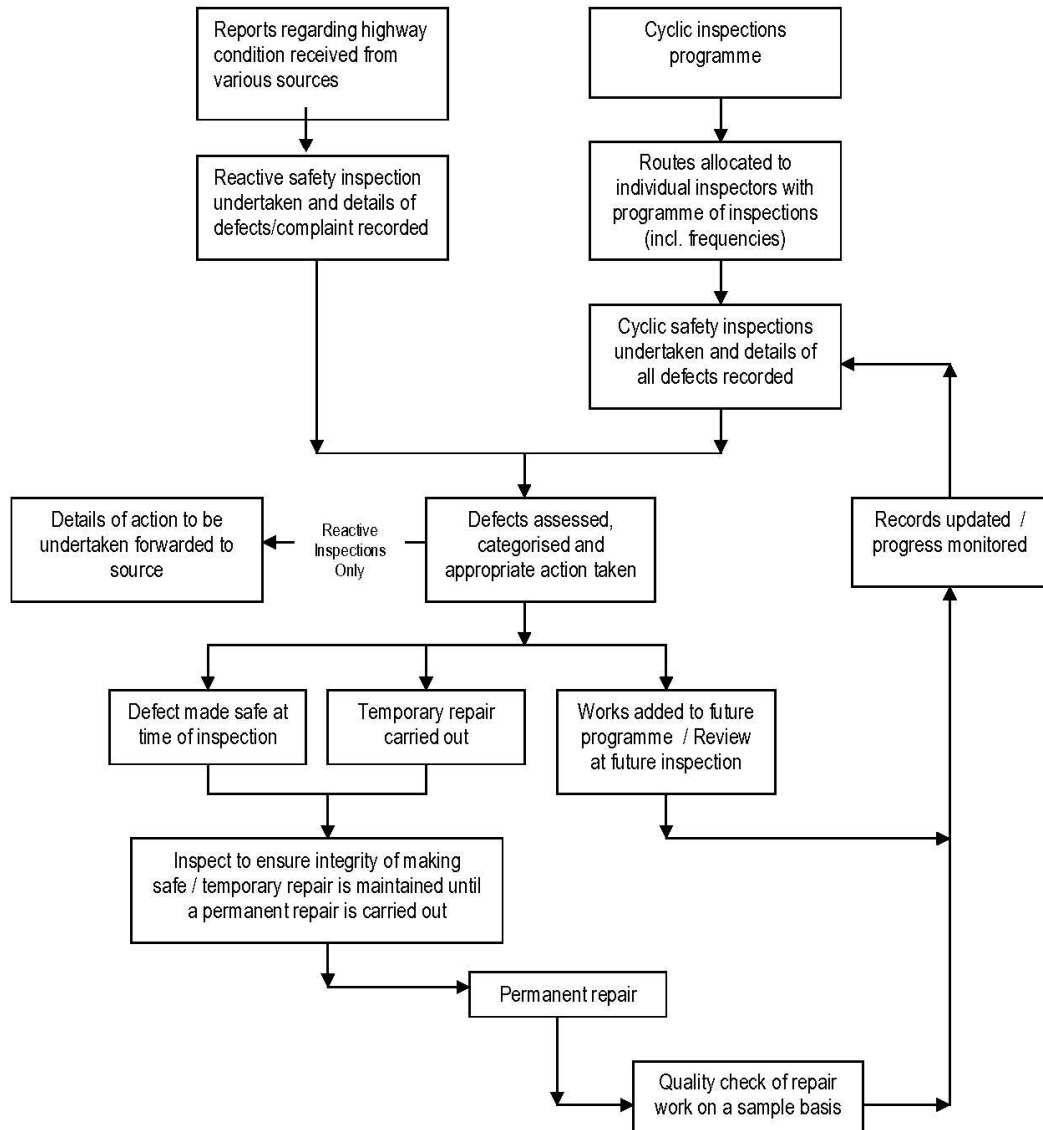 Reports regarding highway
condition received from
various sources
Cyclic inspections
programme
Reactive safety inspection
undertaken and details of
defects/complaint recorded
Routes allocated to
individual inspectors with
programme of inspections
(incl. frequencies)
Cyclic safety inspections
undertaken and details of
all defects recorded
Details of action to be
undertaken forwarded to
source
Reactive
Inspections
Only
Defects assessed,
categorised and
appropriate action taken
Records updated /
progress monitored
Defect made safe at
time of inspection
Temporary repair
carried out
Works added to future
programme / Review
at future inspection
Inspect to ensure integrity of making
safe / temporary repair is maintained until
a permanent repair is carried out
Permanent repair
Quality check of repair
work on a sample basis